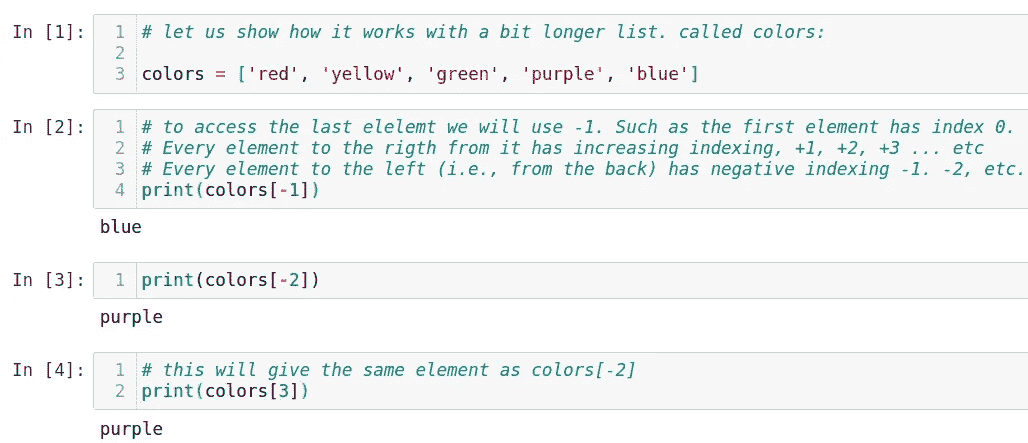 In [1]: 1 # let us show how it works with a bit longer list. called colors:
2
3 colors = ['red', 'yellow', 'green', 'purple', 'blue']
In [2]: 1 # to access the last elelemt we will use -1. Such as the first element has index 0.
2 # Every element to the rigth from it has increasing indexing, +1, +2, +3 ... etc
3 # Every element to the left (i.e., from the back) has negative indexing -1. -2, etc.
4 print(colors[-1])
blue
In [3]: 1 print(colors[-2])
purple
In [4]: 1 # this will give the same element as colors[-2]
2 print(colors[3])
purple